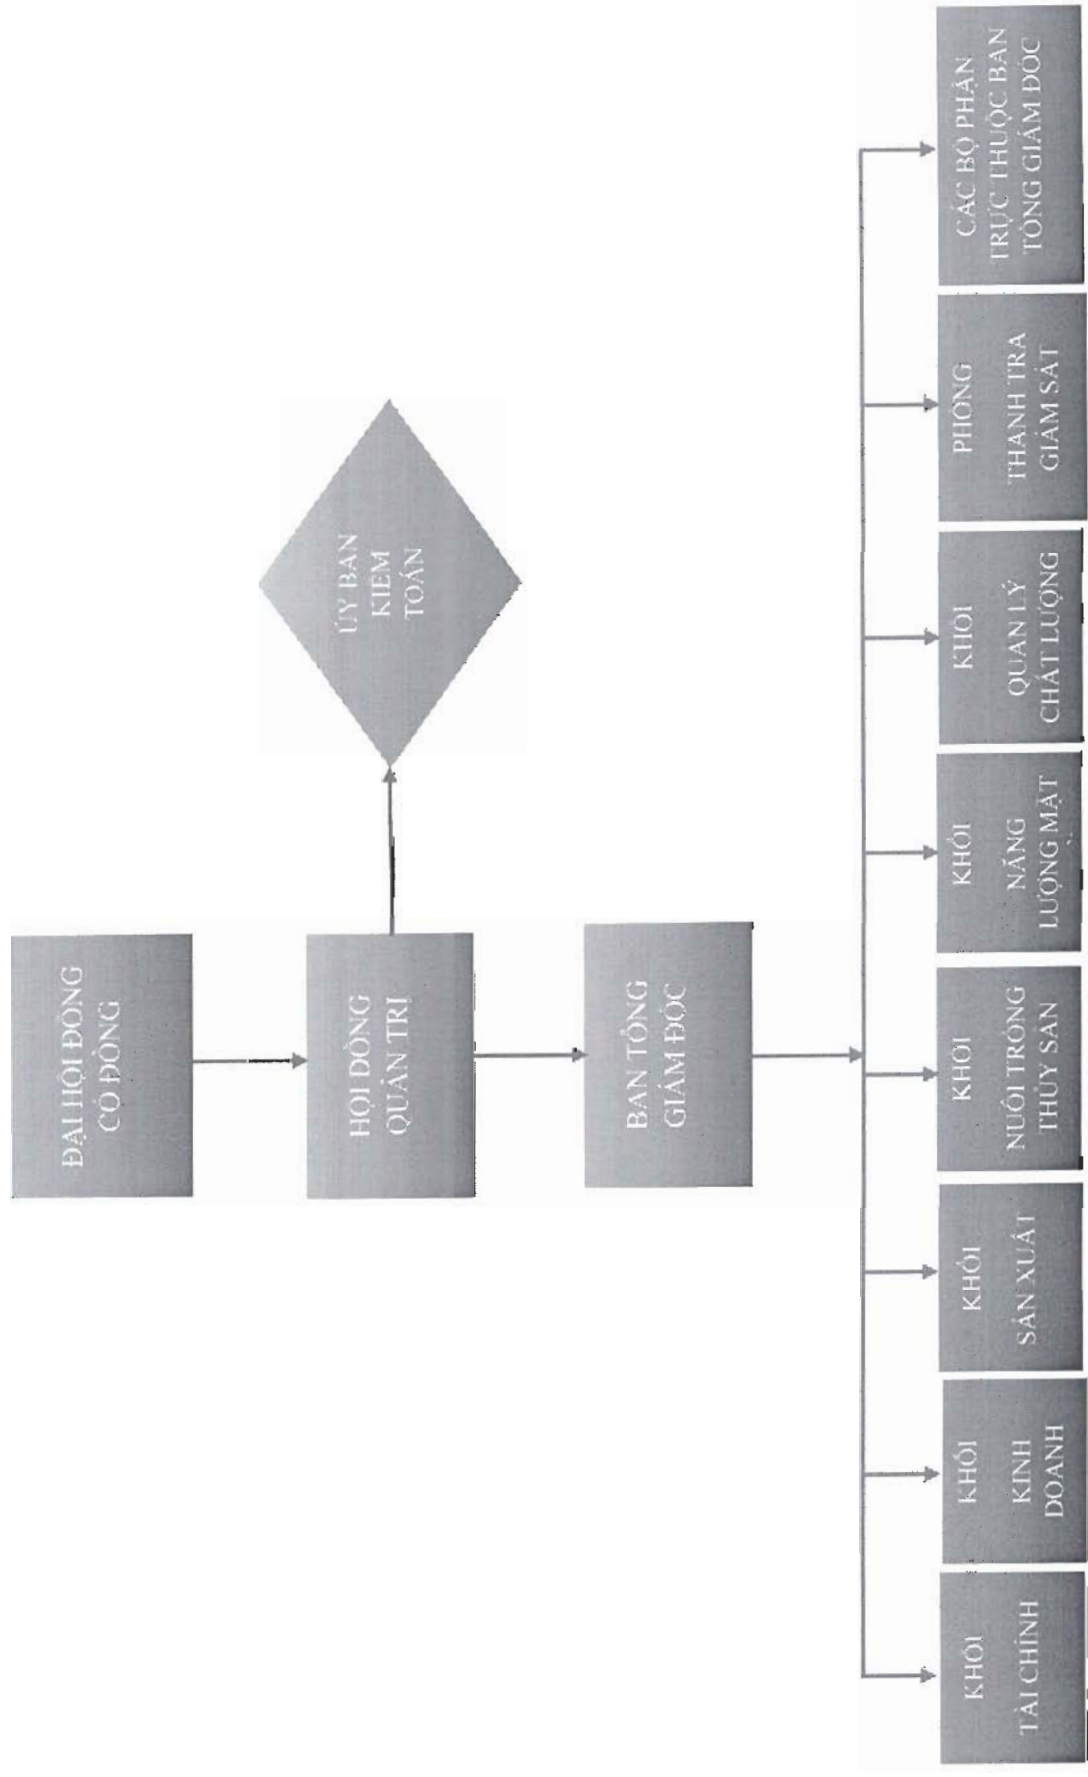 ĐẠI HỘI ĐỒNG
CỔ ĐÔNG
HỘI ĐỒNG
QUẢN TRỊ
ỦY BAN
KIỂM
TOÁN
BAN TỔNG
GIÁM ĐỐC
KHỐI
TÀI CHÍNH
KHỐI
KINH
DOANH
KHỐI
SẢN XUẤT
KHỐI
NUÔI TRỒNG
THỦY SẢN
KHỐI
NĂNG
LƯỢNG MẶT
KHỐI
QUẢN LÝ
CHẤT LƯỢNG
PHÒNG
THANH TRA
GIÁM SÁT
CÁC BỘ PHẬN
TRỰC THUỘC BAN
TỔNG GIÁM ĐỐC